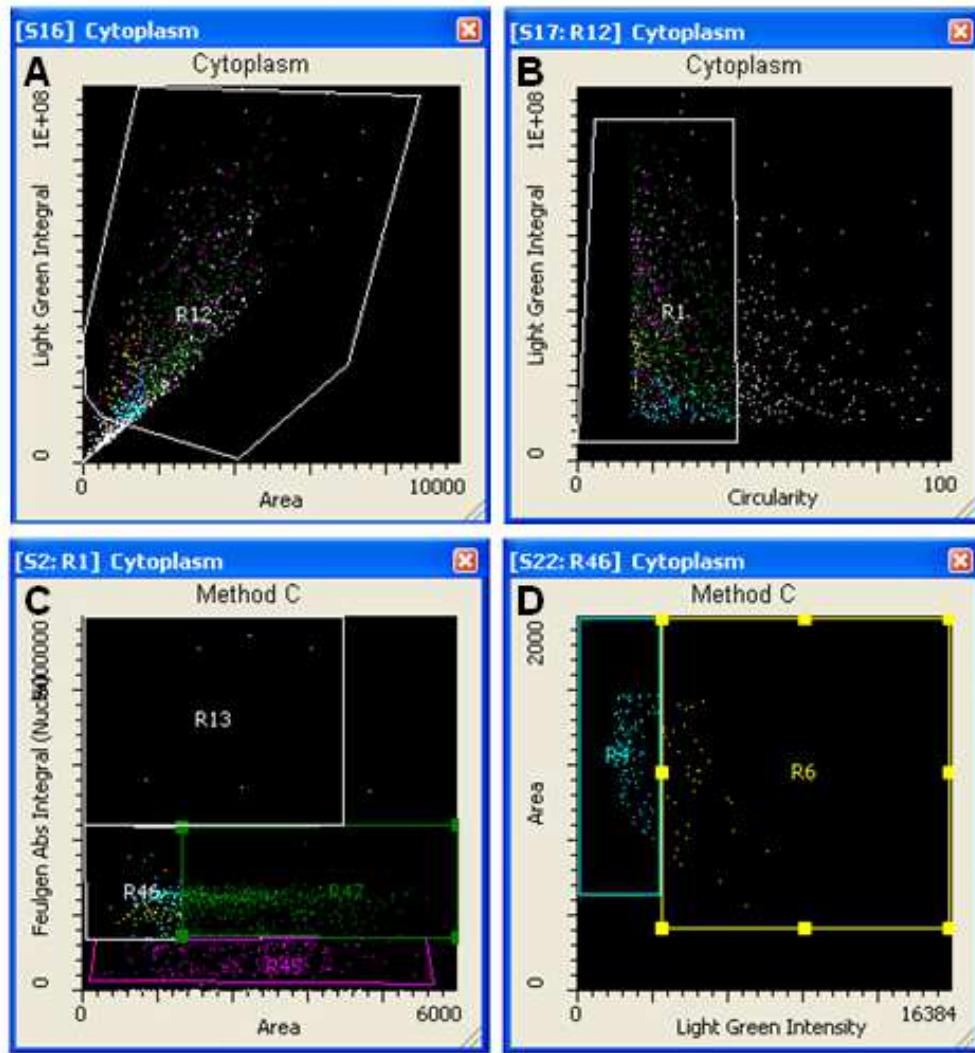 [S16] Cytoplasm
A
Cytoplasm
Light Green Integral
1E+08
0
R12
0
10000
Area
[S17: R12] Cytoplasm
B
Cytoplasm
Light Green Integral
1E+08
0
R1
0
100
Circularity
[S2: R1] Cytoplasm
C
Method C
Feulgen Abs Integral
0
R13
R46
R47
R45
0
6000
Area
[S22: R46] Cytoplasm
D
Method C
Area
2000
0
R6
0
16384
Light Green Intensity